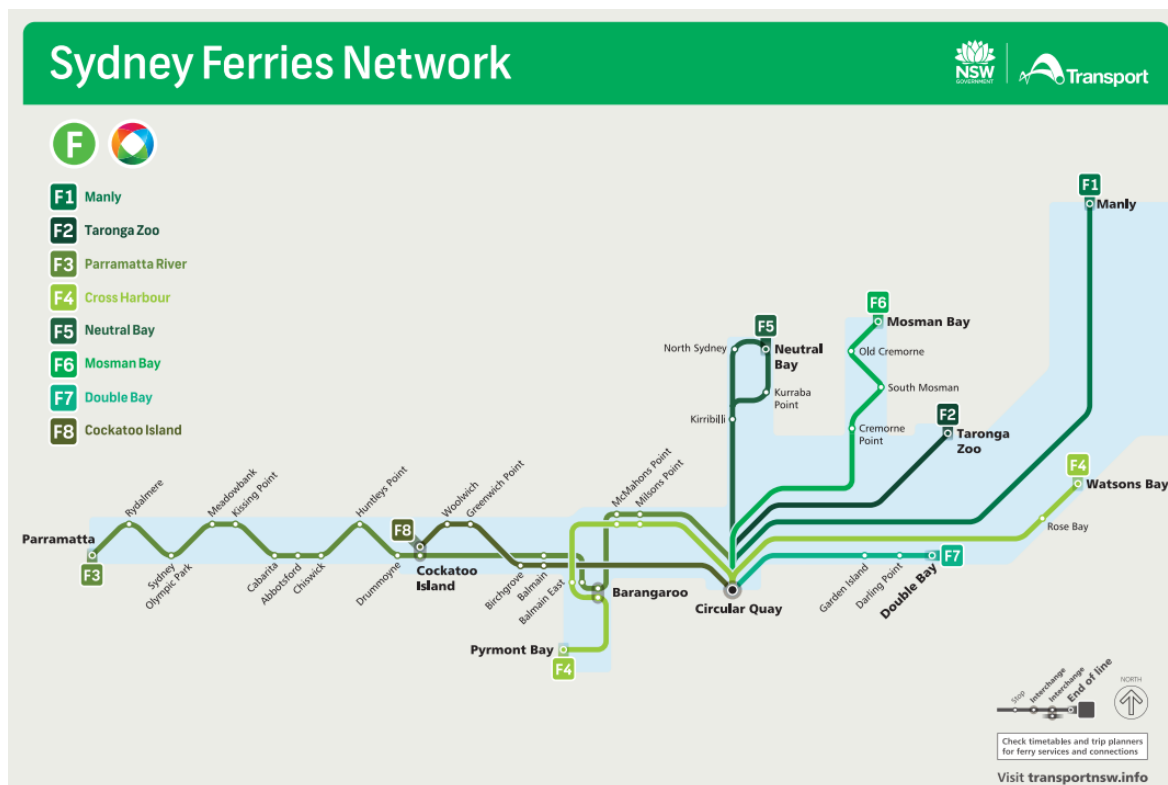 Sydney Ferries Network
NSW
GOVERNMENT
Transport
F
F1 Manly
F2 Taronga Zoo
F3 Parramatta River
F4 Cross Harbour
F5 Neutral Bay
F6 Mosman Bay
F7 Double Bay
F8 Cockatoo Island
F1
Manly
F6
Mosman Bay
Old Cremorne
South Mosman
Cremorne
Point
F5
North Sydney
Neutral
Bay
Kurraba
Point
Kirribilli
F2
Taronga
Zoo
F4
Watsons Bay
Rose Bay
McMahons Point
Milsons Point
Parramatta
F3
Rydalmere
Sydney
Olympic Park
Meadowbank
Kissing Point
Cabarita
Abbotsford
Chiswick
Huntleys Point
Drummoyne
F8
Cockatoo
Island
Woolwich
Greenwich Point
Birchgrove
Balmain
Balmain East
Barangaroo
Pyrmont Bay
F4
Circular Quay
Garden Island
Darling Point
Double Bay
F7
Stop
Interchange
Interchange
End of line
NORTH
Check timetables and trip planners
for ferry services and connections
Visit transportnsw.info